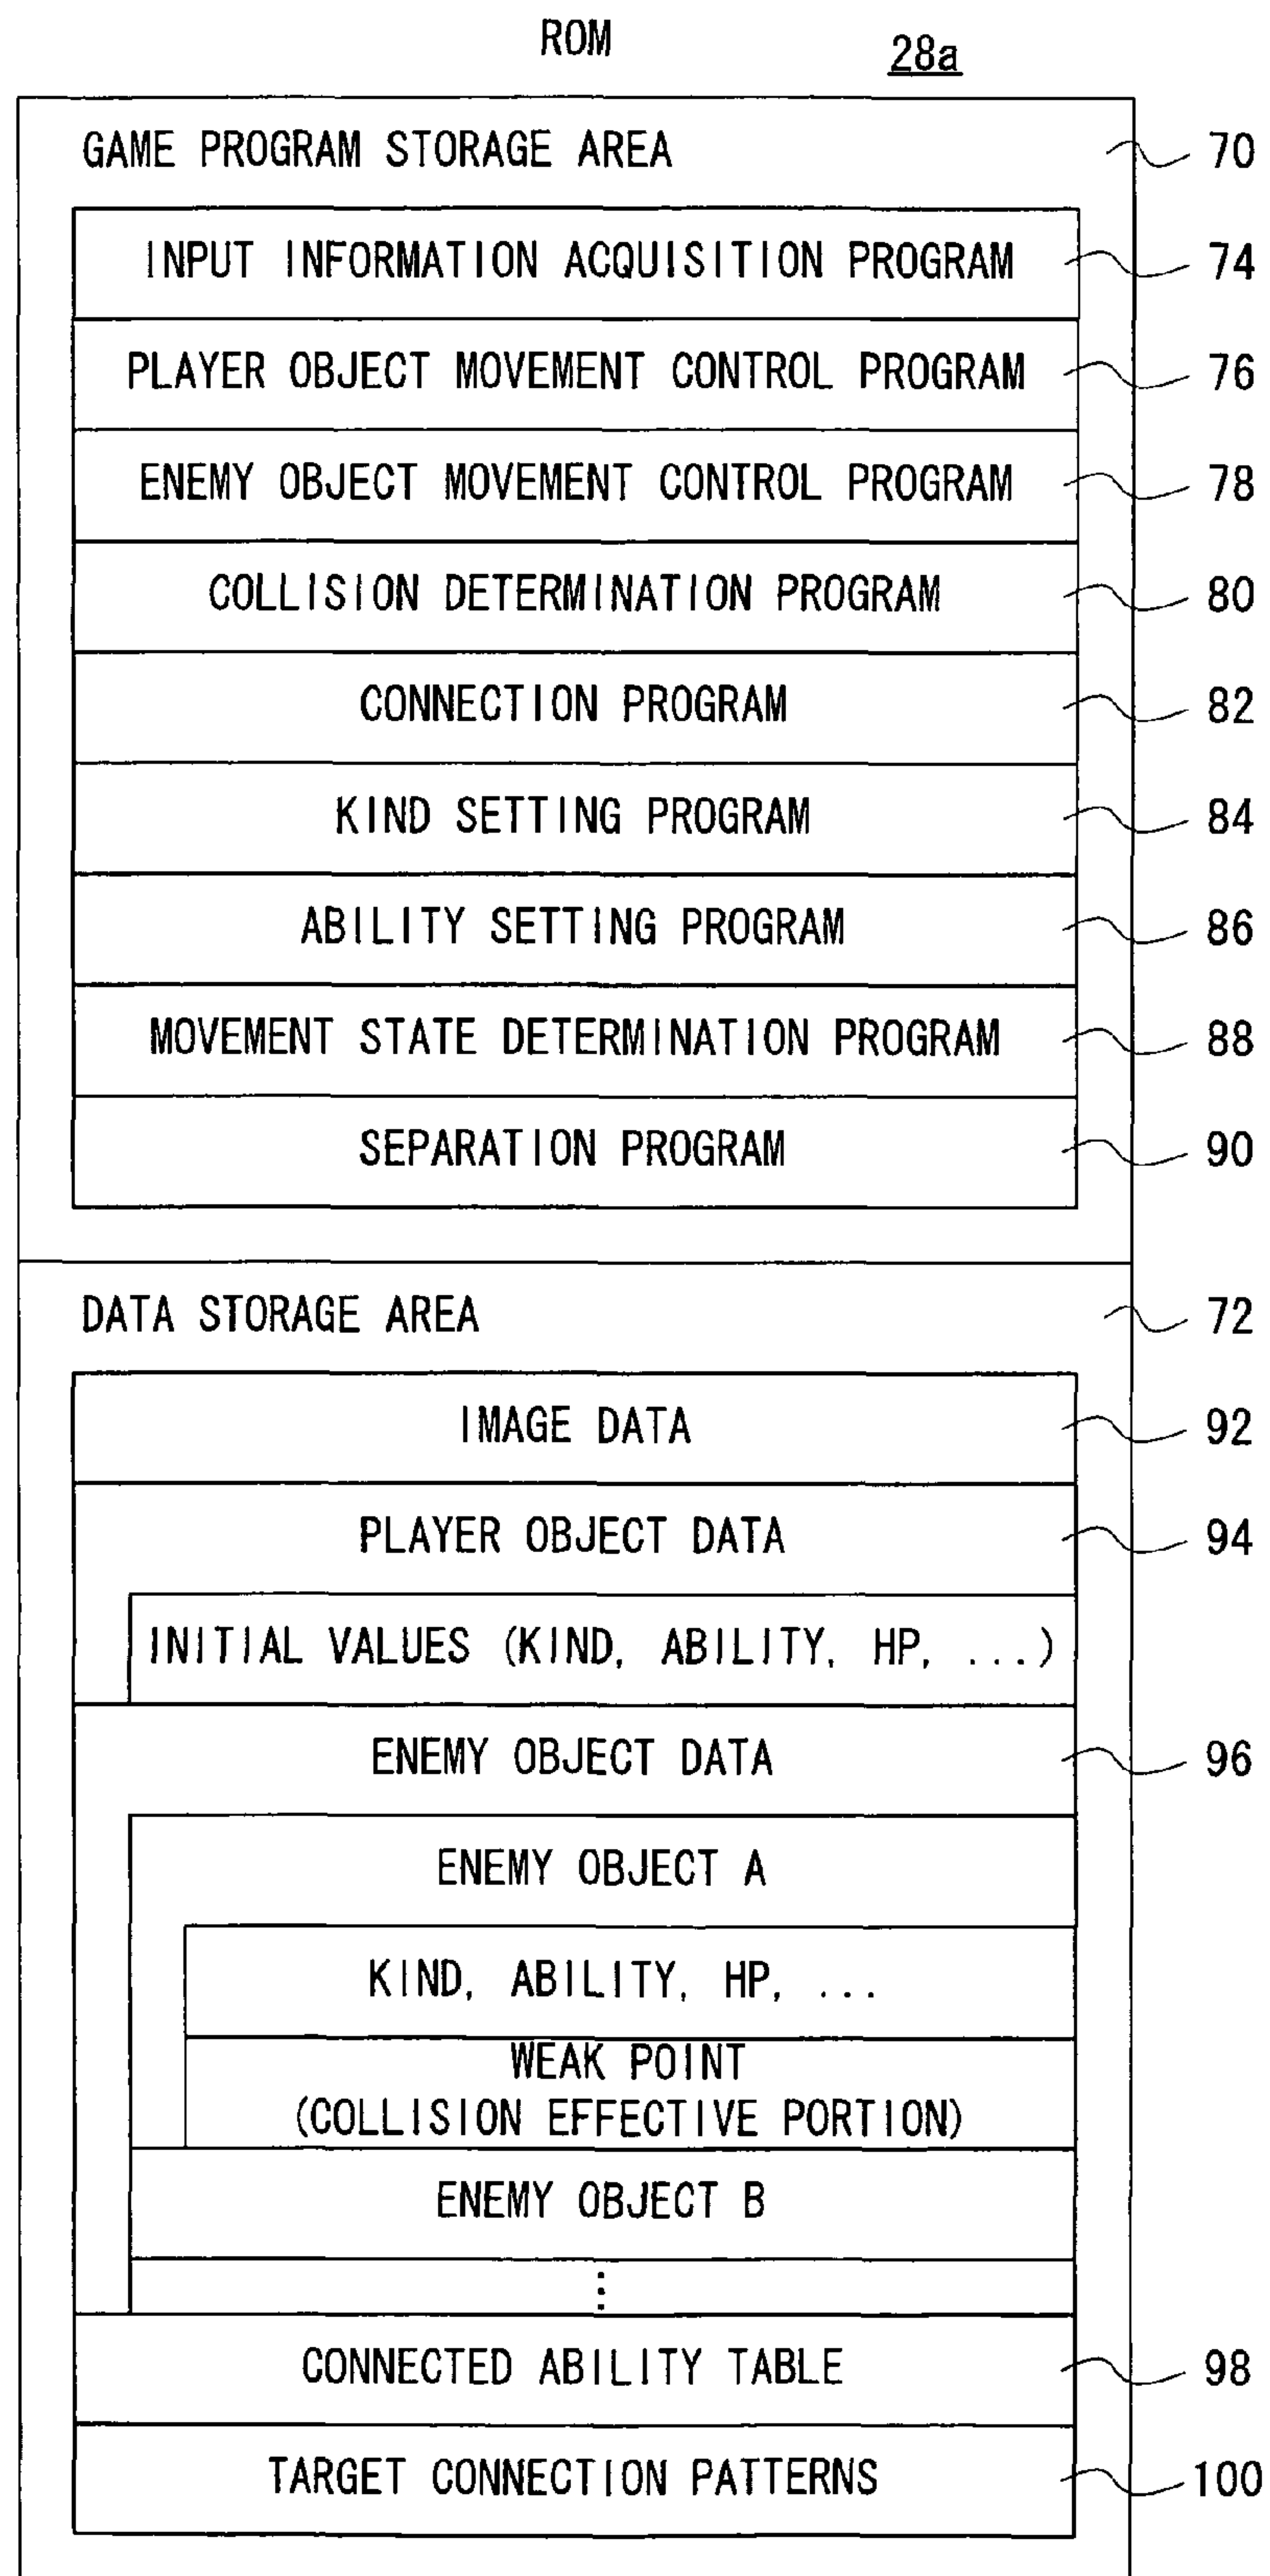 ROM
28a
GAME PROGRAM STORAGE AREA 70
INPUT INFORMATION ACQUISITION PROGRAM 74
PLAYER OBJECT MOVEMENT CONTROL PROGRAM 76
ENEMY OBJECT MOVEMENT CONTROL PROGRAM 78
COLLISION DETERMINATION PROGRAM 80
CONNECTION PROGRAM 82
KIND SETTING PROGRAM 84
ABILITY SETTING PROGRAM 86
MOVEMENT STATE DETERMINATION PROGRAM 88
SEPARATION PROGRAM 90
DATA STORAGE AREA 72
IMAGE DATA 92
PLAYER OBJECT DATA 94
INITIAL VALUES (KIND, ABILITY, HP, ...)
ENEMY OBJECT DATA 96
ENEMY OBJECT A
KIND, ABILITY, HP, ...
WEAK POINT
(COLLISION EFFECTIVE PORTION)
ENEMY OBJECT B
⋮
CONNECTED ABILITY TABLE 98
TARGET CONNECTION PATTERNS 100